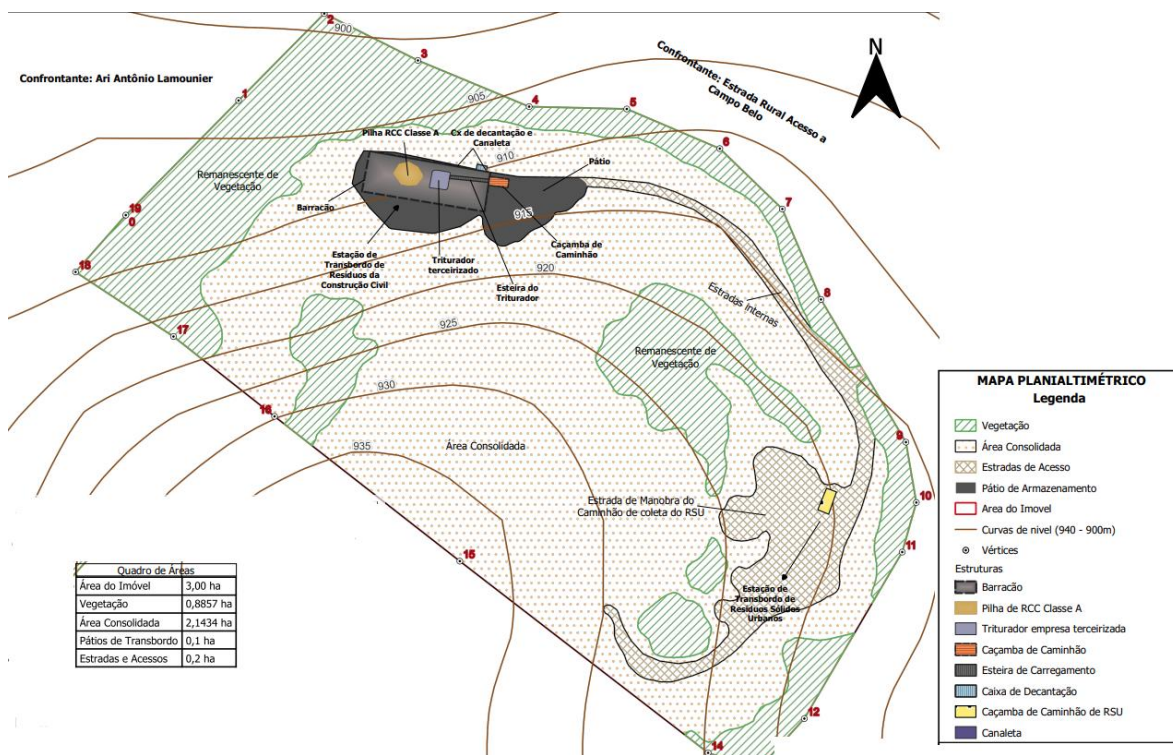 2
900
3
N
Confrontante: Ari Antônio Lamounier
Confrontante: Estrada Rural Acesso a
Campo Belo
1
905
4
5
Pilha RCC Classe A
Cx de decantação e
Canaleta
910
6
Pátio
Remanescente de
Vegetação
7
Barracão
19
0
915
Caçamba de
Caminhão
Estação de
Transbordo de
Resíduos da
Construção Civil
Triturador
terceirizado
18
920
Esteira do
Triturador
Estradas internas
8
17
925
Remanescente de
Vegetação
930
16
MAPA PLANIALTIMÉTRICO
Legenda
Vegetação
Área Consolidada
Estradas de Acesso
Pátio de Armazenamento
Area do Imovel
Curvas de nivel (940 - 900m)
Vértices
Estruturas
Barracão
Pilha de RCC Classe A
Triturador empresa terceirizada
Caçamba de Caminhão
Esteira de Carregamento
Caixa de Decantação
Caçamba de Caminhão de RSU
Canaleta
935
Área Consolidada
9
Estrada de Manobra do
Caminhão de coleta do RSU
10
11
15
Estação de
Transbordo de
Resíduos Sólidos
Urbanos
Quadro de Áreas
Área do Imóvel 3,00 ha
Vegetação 0,8857 ha
Área Consolidada 2,1434 ha
Pátios de Transbordo 0,1 ha
Estradas e Acessos 0,2 ha
12
14